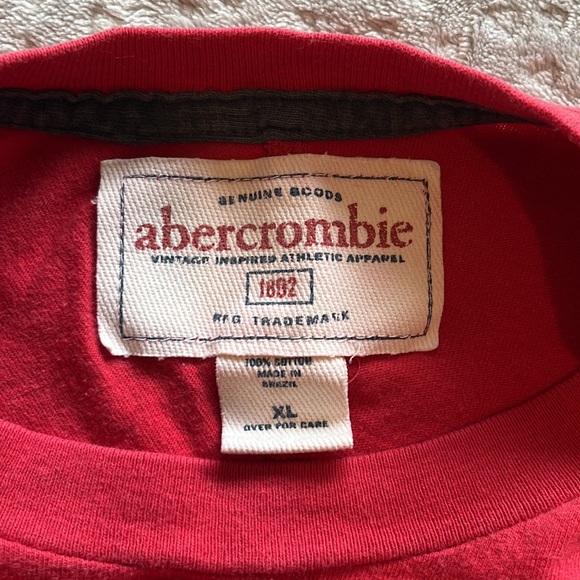 GENUINE GOODS
abercrombie
VINTAGE INSPIRED ATHLETIC APPAREL
1892
REG TRADEMARK
100% COTTON
MADE IN
BRAZIL
XL
OVER FOR CARE